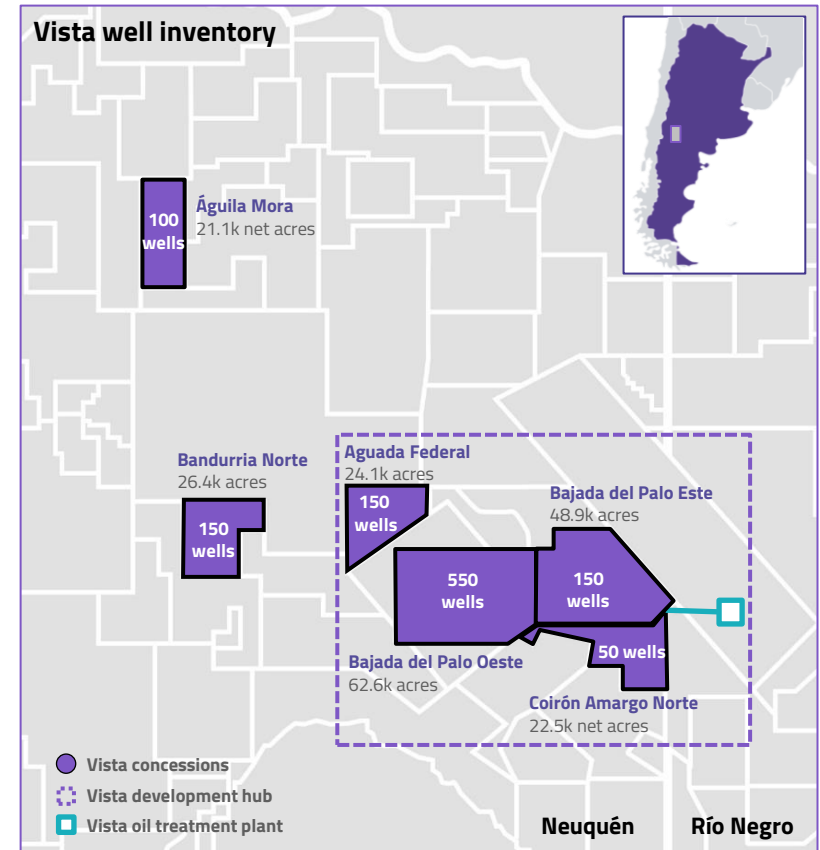 Vista well inventory
100
wells
Águila Mora
21.1k net acres
Bandurria Norte
26.4k acres
150
wells
Aguada Federal
24.1k acres
150
wells
Bajada del Palo Este
48.9k acres
550
wells
150
wells
50 wells
Bajada del Palo Oeste
62.6k acres
Coirón Amargo Norte
22.5k net acres
Vista concessions
Vista development hub
Vista oil treatment plant
Neuquén
Río Negro